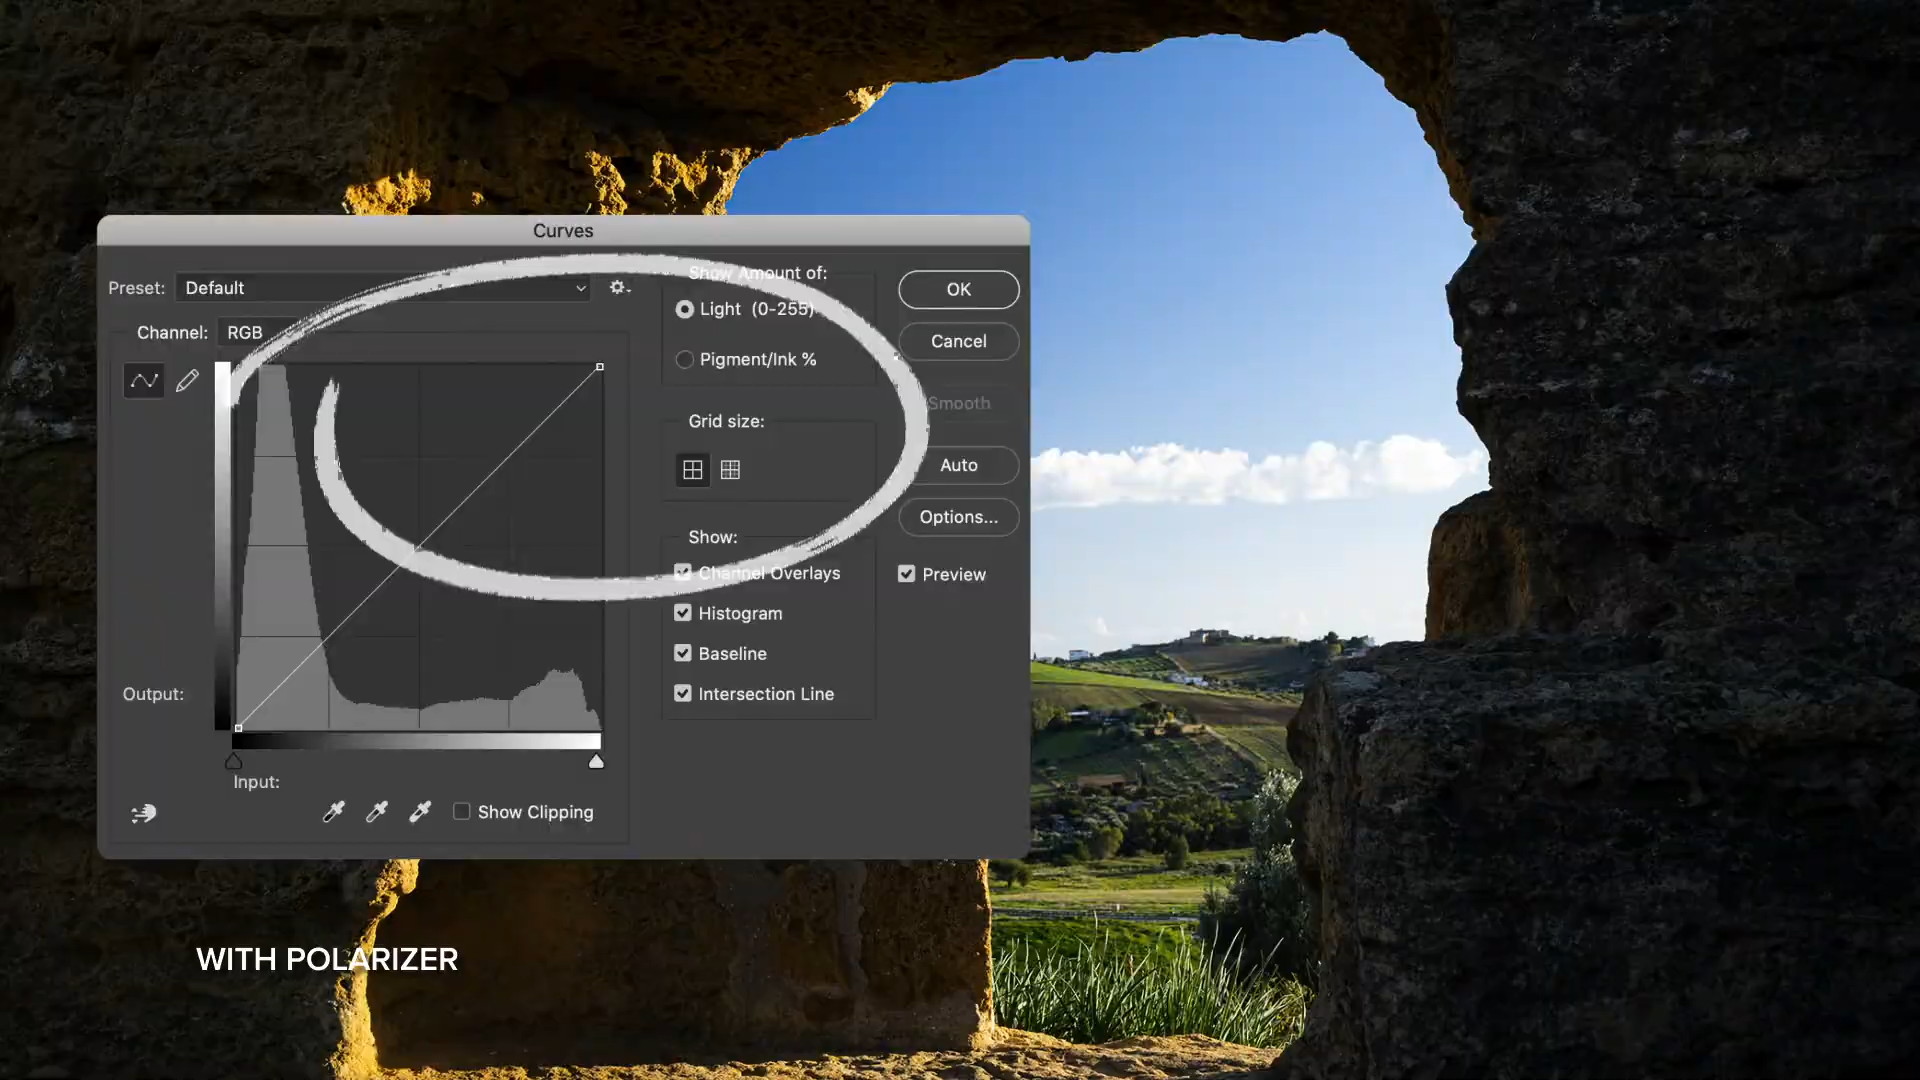 Curves
Preset: Default
Channel: RGB
Show Amount of:
Light (0-255)
Pigment/Ink %
OK
Cancel
Smooth
Grid size:
Auto
Options...
Show:
Channel Overlays
Preview
Histogram
Baseline
Intersection Line
Output:
Input:
Show Clipping
WITH POLARIZER